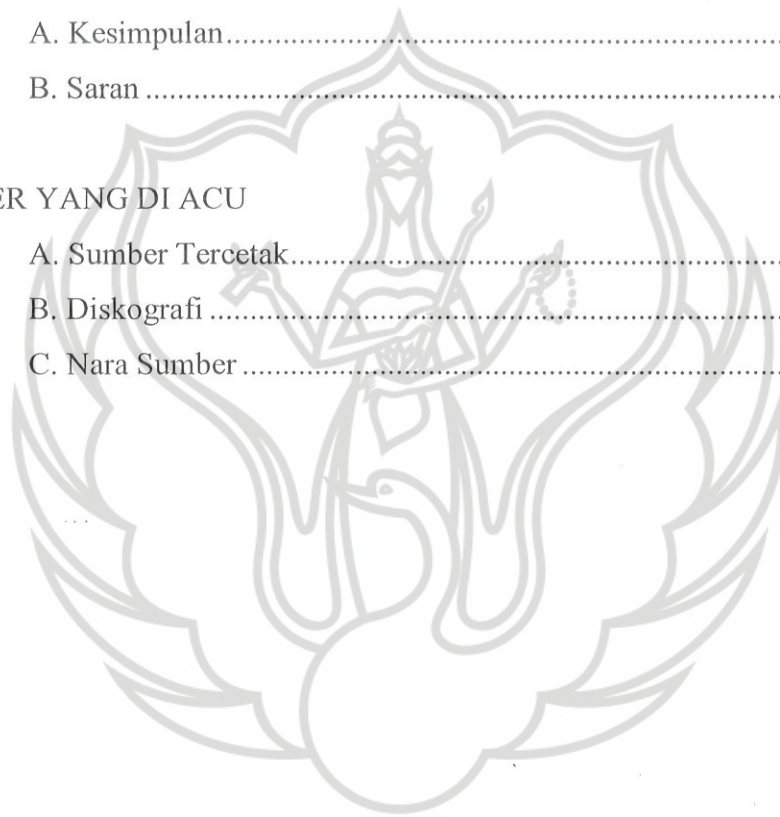 A. Kesimpulan................................................................
B. Saran ..........................................................................
ER YANG DI ACU
A. Sumber Tercetak.........................................................
B. Diskografi ...................................................................
C. Nara Sumber ...............................................................